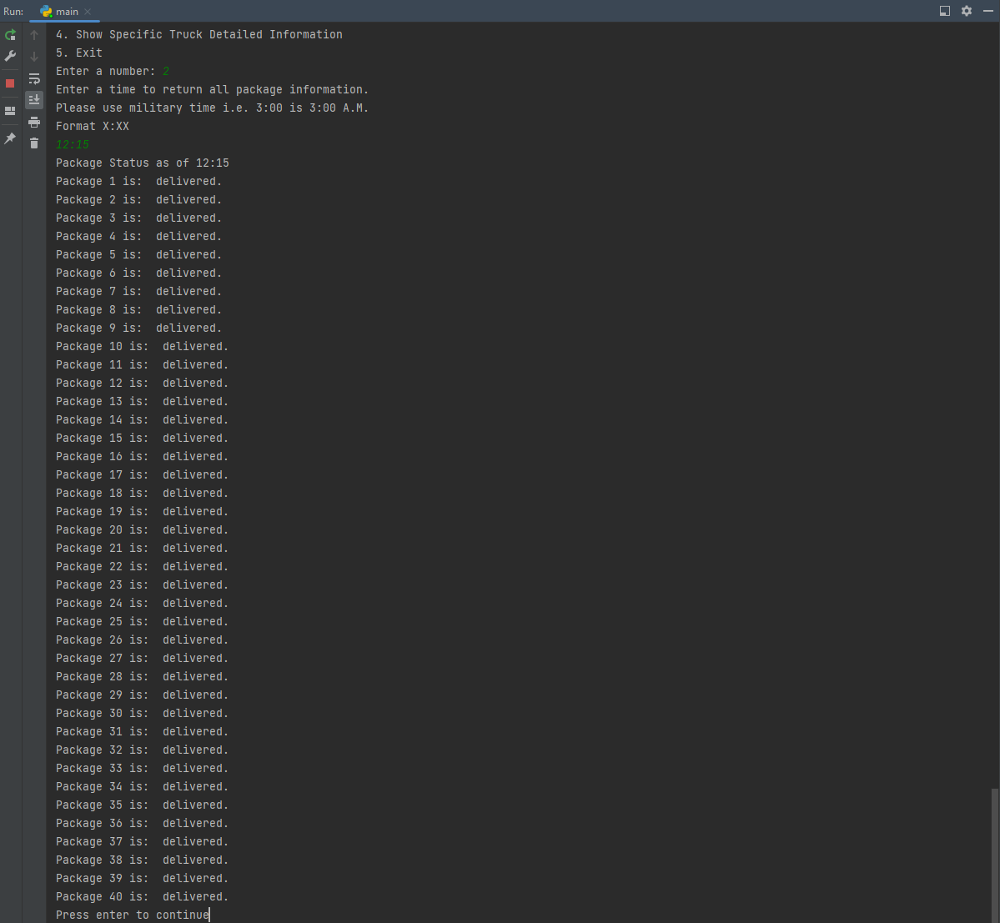 Run: main
4. Show Specific Truck Detailed Information
5. Exit
Enter a number: 2
Enter a time to return all package information.
Please use military time i.e. 3:00 is 3:00 A.M.
Format X:XX
12:15
Package Status as of 12:15
Package 1 is:  delivered.
Package 2 is:  delivered.
Package 3 is:  delivered.
Package 4 is:  delivered.
Package 5 is:  delivered.
Package 6 is:  delivered.
Package 7 is:  delivered.
Package 8 is:  delivered.
Package 9 is:  delivered.
Package 10 is:  delivered.
Package 11 is:  delivered.
Package 12 is:  delivered.
Package 13 is:  delivered.
Package 14 is:  delivered.
Package 15 is:  delivered.
Package 16 is:  delivered.
Package 17 is:  delivered.
Package 18 is:  delivered.
Package 19 is:  delivered.
Package 20 is:  delivered.
Package 21 is:  delivered.
Package 22 is:  delivered.
Package 23 is:  delivered.
Package 24 is:  delivered.
Package 25 is:  delivered.
Package 26 is:  delivered.
Package 27 is:  delivered.
Package 28 is:  delivered.
Package 29 is:  delivered.
Package 30 is:  delivered.
Package 31 is:  delivered.
Package 32 is:  delivered.
Package 33 is:  delivered.
Package 34 is:  delivered.
Package 35 is:  delivered.
Package 36 is:  delivered.
Package 37 is:  delivered.
Package 38 is:  delivered.
Package 39 is:  delivered.
Package 40 is:  delivered.
Press enter to continue